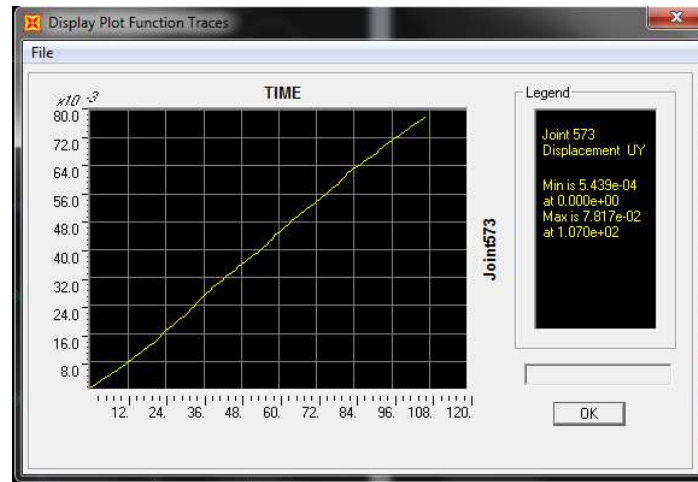 Display Plot Function Traces
File
x10 -3
TIME
80.0
72.0
64.0
56.0
48.0
40.0
32.0
24.0
16.0
8.0
12. 24. 36. 48. 60. 72. 84. 96. 108. 120.
Joint573
Legend
Joint 573
Displacement UY
Min is 5.439e-04
at 0.000e+00
Max is 7.817e-02
at 1.070e+02
OK